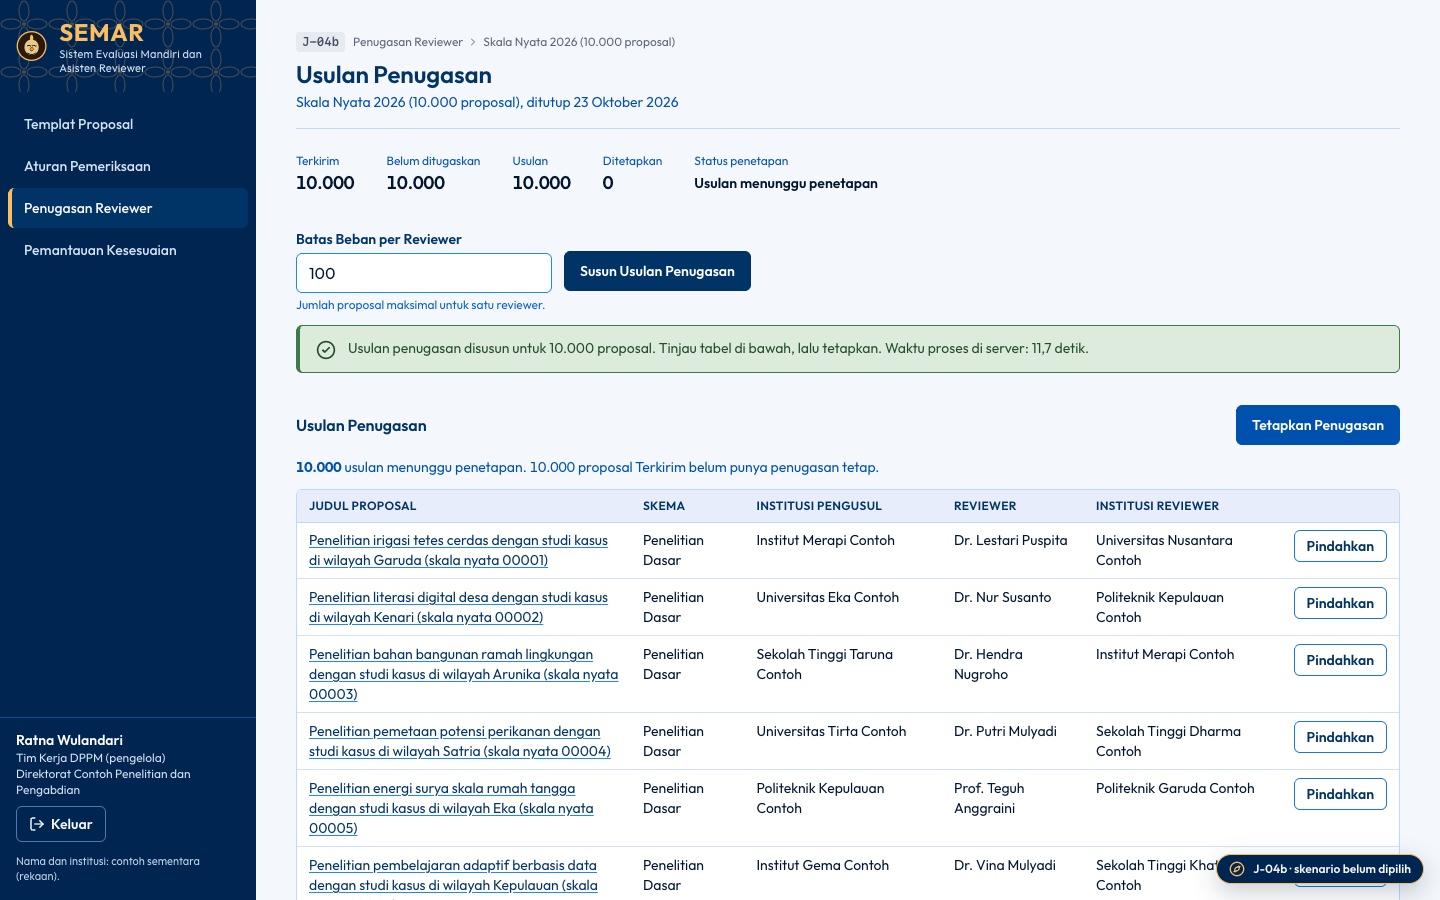 SEMAR
Sistem Evaluasi Mandiri dan
Asisten Reviewer
Templat Proposal
Aturan Pemeriksaan
Penugasan Reviewer
Pemantauan Kesesuaian
Ratna Wulandari
Tim Kerja DPPM (pengelola)
Direktorat Contoh Penelitian dan
Pengabdian
Keluar
Nama dan institusi: contoh sementara
(rekaan).
J-04b Penugasan Reviewer > Skala Nyata 2026 (10.000 proposal)
Usulan Penugasan
Skala Nyata 2026 (10.000 proposal), ditutup 23 Oktober 2026
Terkirim Belum ditugaskan Usulan Ditetapkan Status penetapan
10.000 10.000 10.000 0 Usulan menunggu penetapan
Batas Beban per Reviewer
100 Susun Usulan Penugasan
Jumlah proposal maksimal untuk satu reviewer.
Usulan penugasan disusun untuk 10.000 proposal. Tinjau tabel di bawah, lalu tetapkan. Waktu proses di server: 11,7 detik.
Usulan Penugasan Tetapkan Penugasan
10.000 usulan menunggu penetapan. 10.000 proposal Terkirim belum punya penugasan tetap.
JUDUL PROPOSAL SKEMA INSTITUSI PENGUSUL REVIEWER INSTITUSI REVIEWER
Penelitian irigasi tetes cerdas dengan studi kasus Penelitian Institut Merapi Contoh Dr. Lestari Puspita Universitas Nusantara Pindahkan
di wilayah Garuda (skala nyata 00001) Dasar Contoh
Penelitian literasi digital desa dengan studi kasus Penelitian Universitas Eka Contoh Dr. Nur Susanto Politeknik Kepulauan Pindahkan
di wilayah Kenari (skala nyata 00002) Dasar Contoh
Penelitian bahan bangunan ramah lingkungan Penelitian Sekolah Tinggi Taruna Dr. Hendra Institut Merapi Contoh Pindahkan
dengan studi kasus di wilayah Arunika (skala nyata Dasar Contoh Nugroho
00003)
Penelitian pemetaan potensi perikanan dengan Penelitian Universitas Tirta Contoh Dr. Putri Mulyadi Sekolah Tinggi Dharma Pindahkan
studi kasus di wilayah Satria (skala nyata 00004) Dasar Contoh
Penelitian energi surya skala rumah tangga Penelitian Politeknik Kepulauan Prof. Teguh Politeknik Garuda Contoh Pindahkan
dengan studi kasus di wilayah Eka (skala nyata Dasar Contoh Anggraini
00005)
Penelitian pembelajaran adaptif berbasis data Penelitian Institut Gema Contoh Dr. Vina Mulyadi Sekolah Tinggi
dengan studi kasus di wilayah Kepulauan (skala Dasar Contoh
J-04b · skenario belum dipilih